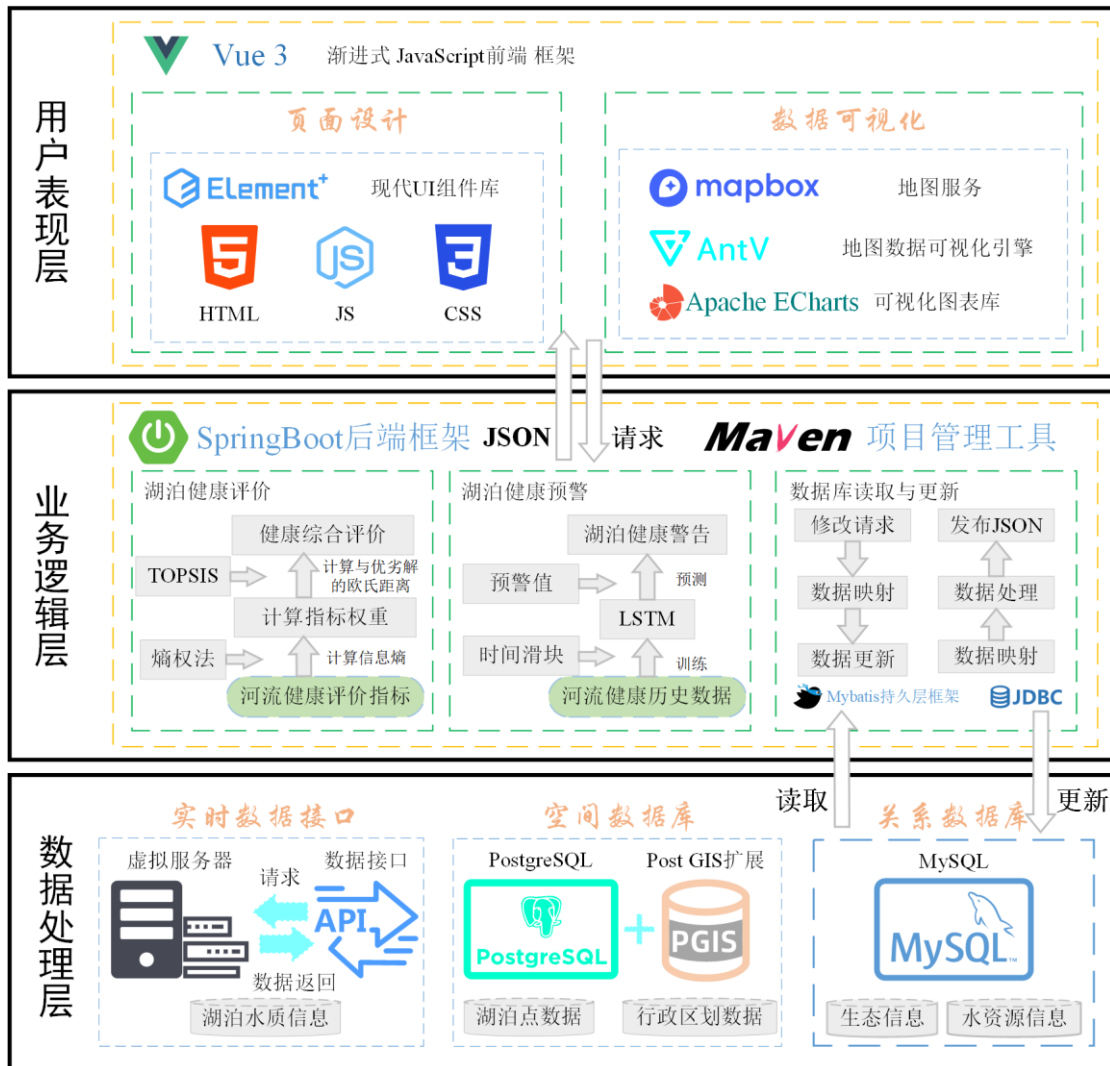 用户表现层
Vue 3 渐进式 JavaScript前端 框架
页面设计
Element+ 现代UI组件库
5 JS 3
HTML JS CSS
数据可视化
mapbox 地图服务
AntV 地图数据可视化引擎
Apache ECharts 可视化图表库
业务逻辑层
SpringBoot后端框架 JSON 请求 Maven 项目管理工具
湖泊健康评价
健康综合评价
TOPSIS
计算与优劣解
的欧氏距离
计算指标权重
熵权法
计算信息熵
河流健康评价指标
湖泊健康预警
湖泊健康警告
预警值
预测
LSTM
时间滑块
训练
河流健康历史数据
数据库读取与更新
修改请求 发布JSON
数据映射 数据处理
数据更新 数据映射
Mybatis持久层框架 JDBC
读取 更新
数据处理层
实时数据接口
虚拟服务器 数据接口
请求
API
数据返回
湖泊水质信息
空间数据库
PostgreSQL Post GIS扩展
PostgreSQL + PGIS
湖泊点数据 行政区划数据
关系数据库
MySQL
MySQL™
生态信息 水资源信息